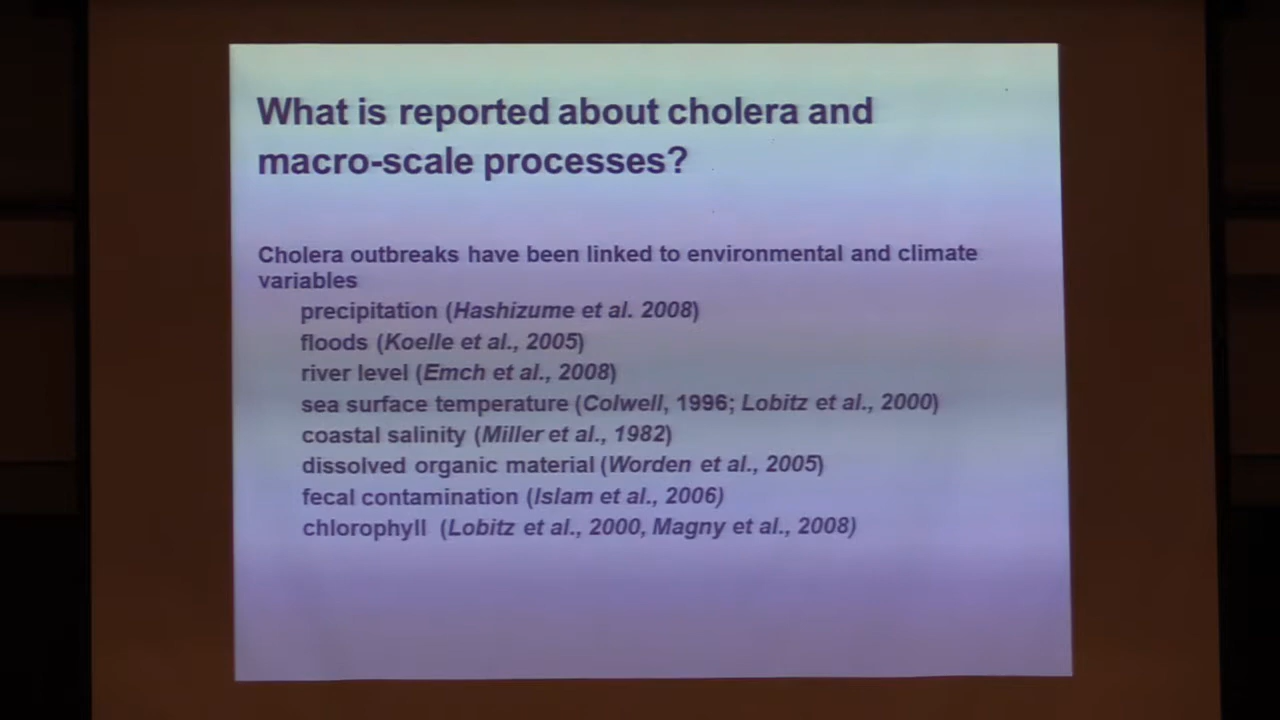 What is reported about cholera and
macro-scale processes?
Cholera outbreaks have been linked to environmental and climate
variables
precipitation (Hashizume et al. 2008)
floods (Koelle et al., 2005)
river level (Emch et al., 2008)
sea surface temperature (Colwell, 1996; Lobitz et al., 2000)
coastal salinity (Miller et al., 1982)
dissolved organic material (Worden et al., 2005)
fecal contamination (Islam et al., 2006)
chlorophyll (Lobitz et al., 2000, Magny et al., 2008)